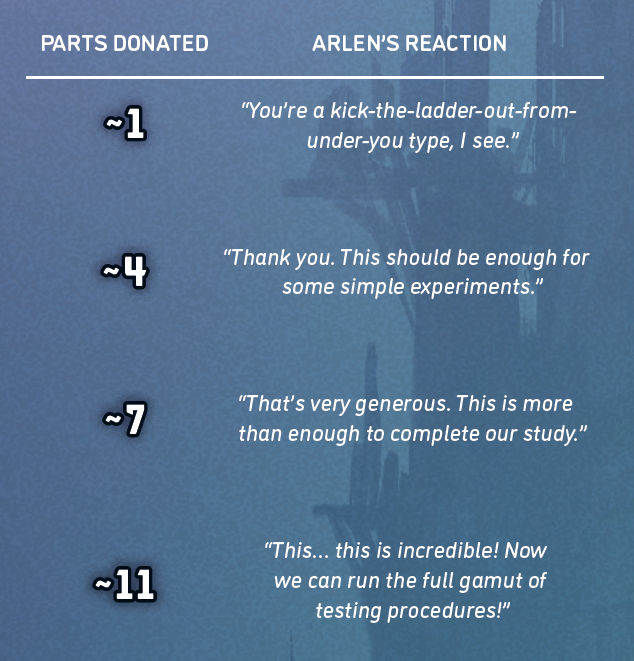 PARTS DONATED ARLEN’S REACTION
~1
“You’re a kick-the-ladder-out-from-
under-you type, I see.”
~4
“Thank you. This should be enough for
some simple experiments.”
~7
“That’s very generous. This is more
than enough to complete our study.”
~11
“This... this is incredible! Now
we can run the full gamut of
testing procedures!”